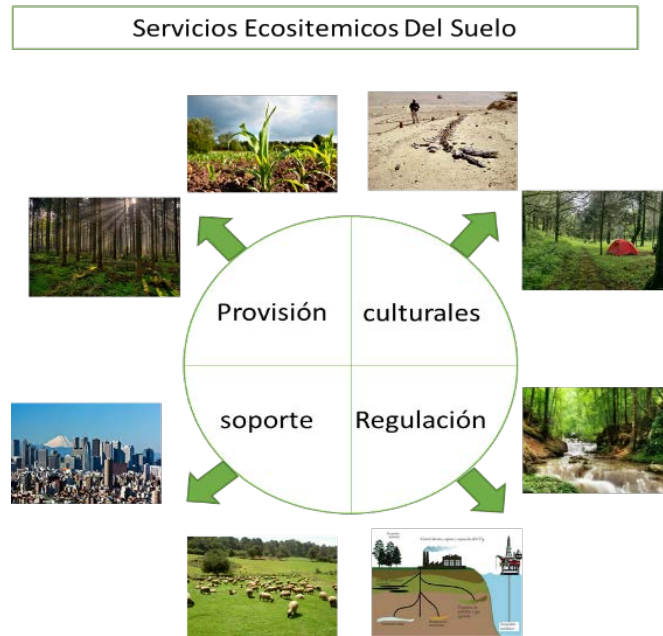 Servicios Ecositemicos Del Suelo
Provisión
culturales
soporte
Regulación